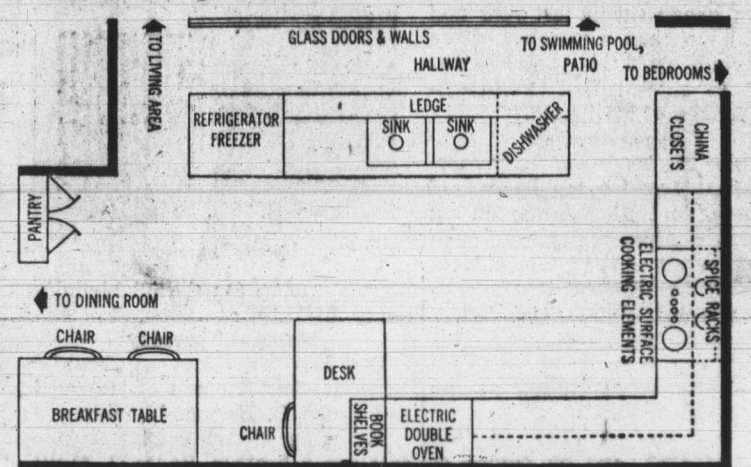 GLASS DOORS & WALLS
TO LIVING AREA
HALLWAY
TO SWIMMING POOL,
PATIO
TO BEDROOMS
REFRIGERATOR
FREEZER
LEDGE
SINK
SINK
DISHWASHER
CHINA
CLOSETS
PANTRY
SPICE RACKS
ELECTRIC SURFACE
COOKING ELEMENTS
TO DINING ROOM
CHAIR
CHAIR
BREAKFAST TABLE
DESK
CHAIR
BOOK
SHELVES
ELECTRIC
DOUBLE
OVEN